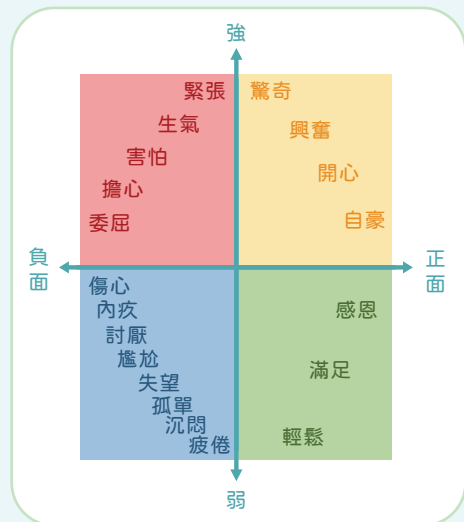 強
緊張
驚奇
生氣
興奮
害怕
開心
擔心
自豪
委屈
負面
正面
傷心
內疚
感恩
討厭
尷尬
滿足
失望
孤單
沉悶
輕鬆
疲倦
弱